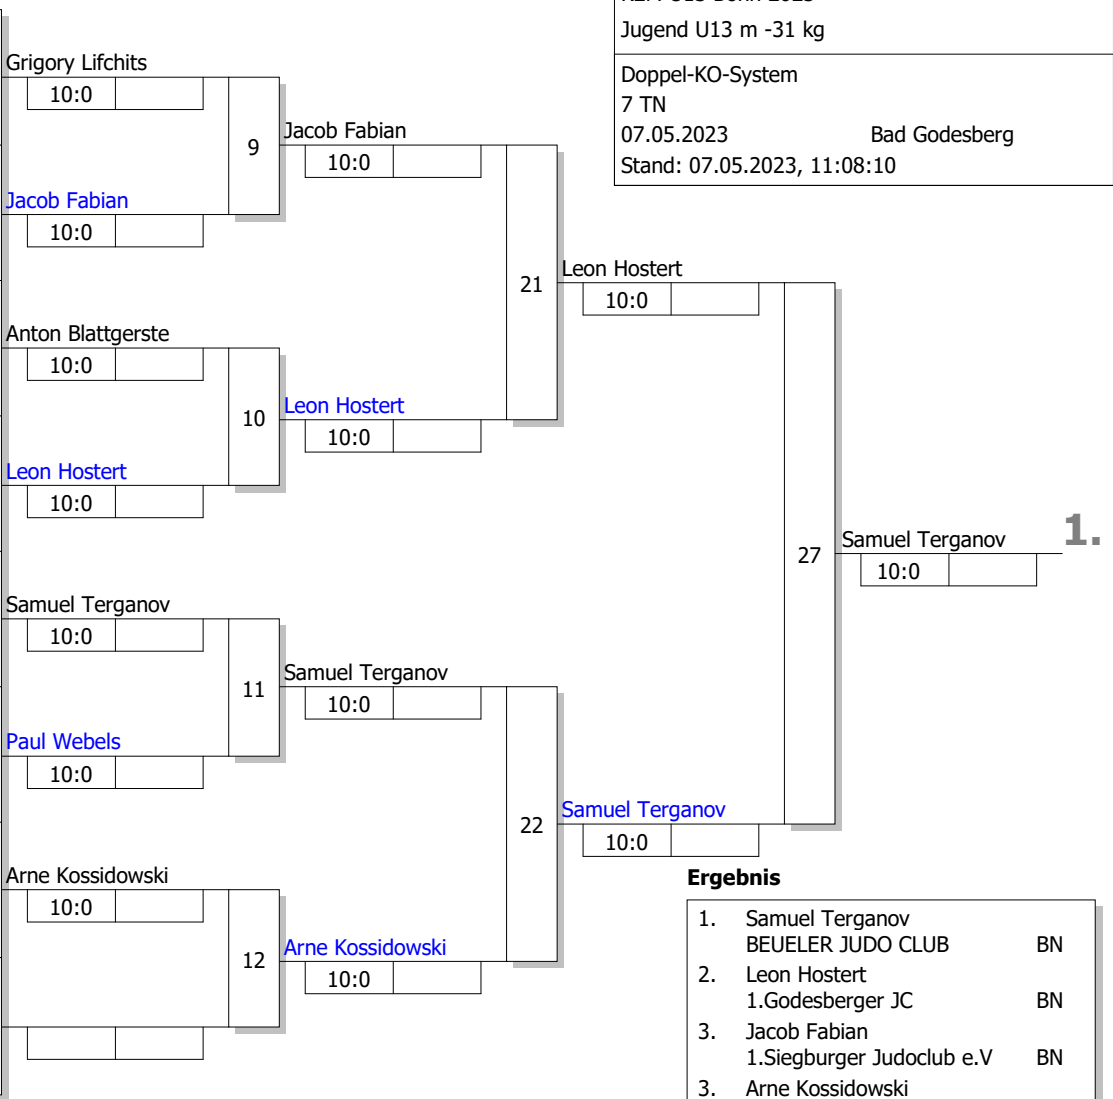 Jugend U13 m -31 kg
Doppel-KO-System
7 TN
07.05.2023 Bad Godesberg
Stand: 07.05.2023, 11:08:10
Grigory Lifchits
10:0
9
Jacob Fabian
10:0
Jacob Fabian
10:0
21
Leon Hostert
10:0
Anton Blattgerste
10:0
10
Leon Hostert
10:0
Leon Hostert
10:0
27
Samuel Terganov
10:0
1.
Samuel Terganov
10:0
11
Samuel Terganov
10:0
Paul Webels
10:0
22
Samuel Terganov
10:0
Arne Kossidowski
10:0
12
Arne Kossidowski
10:0
Ergebnis
1. Samuel Terganov
BEUELER JUDO CLUB BN
2. Leon Hostert
1.Godesberger JC BN
3. Jacob Fabian
1.Siegburger Judoclub e.V BN
3. Arne Kossidowski